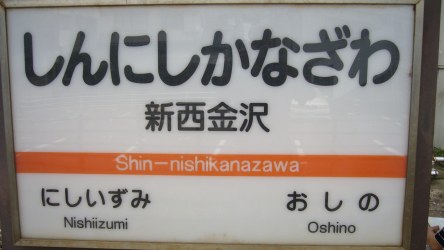 しんにしかなざわ
新西金沢
Shin－nishikanazawa
にしいずみ おしの
Nishiizumi Oshino